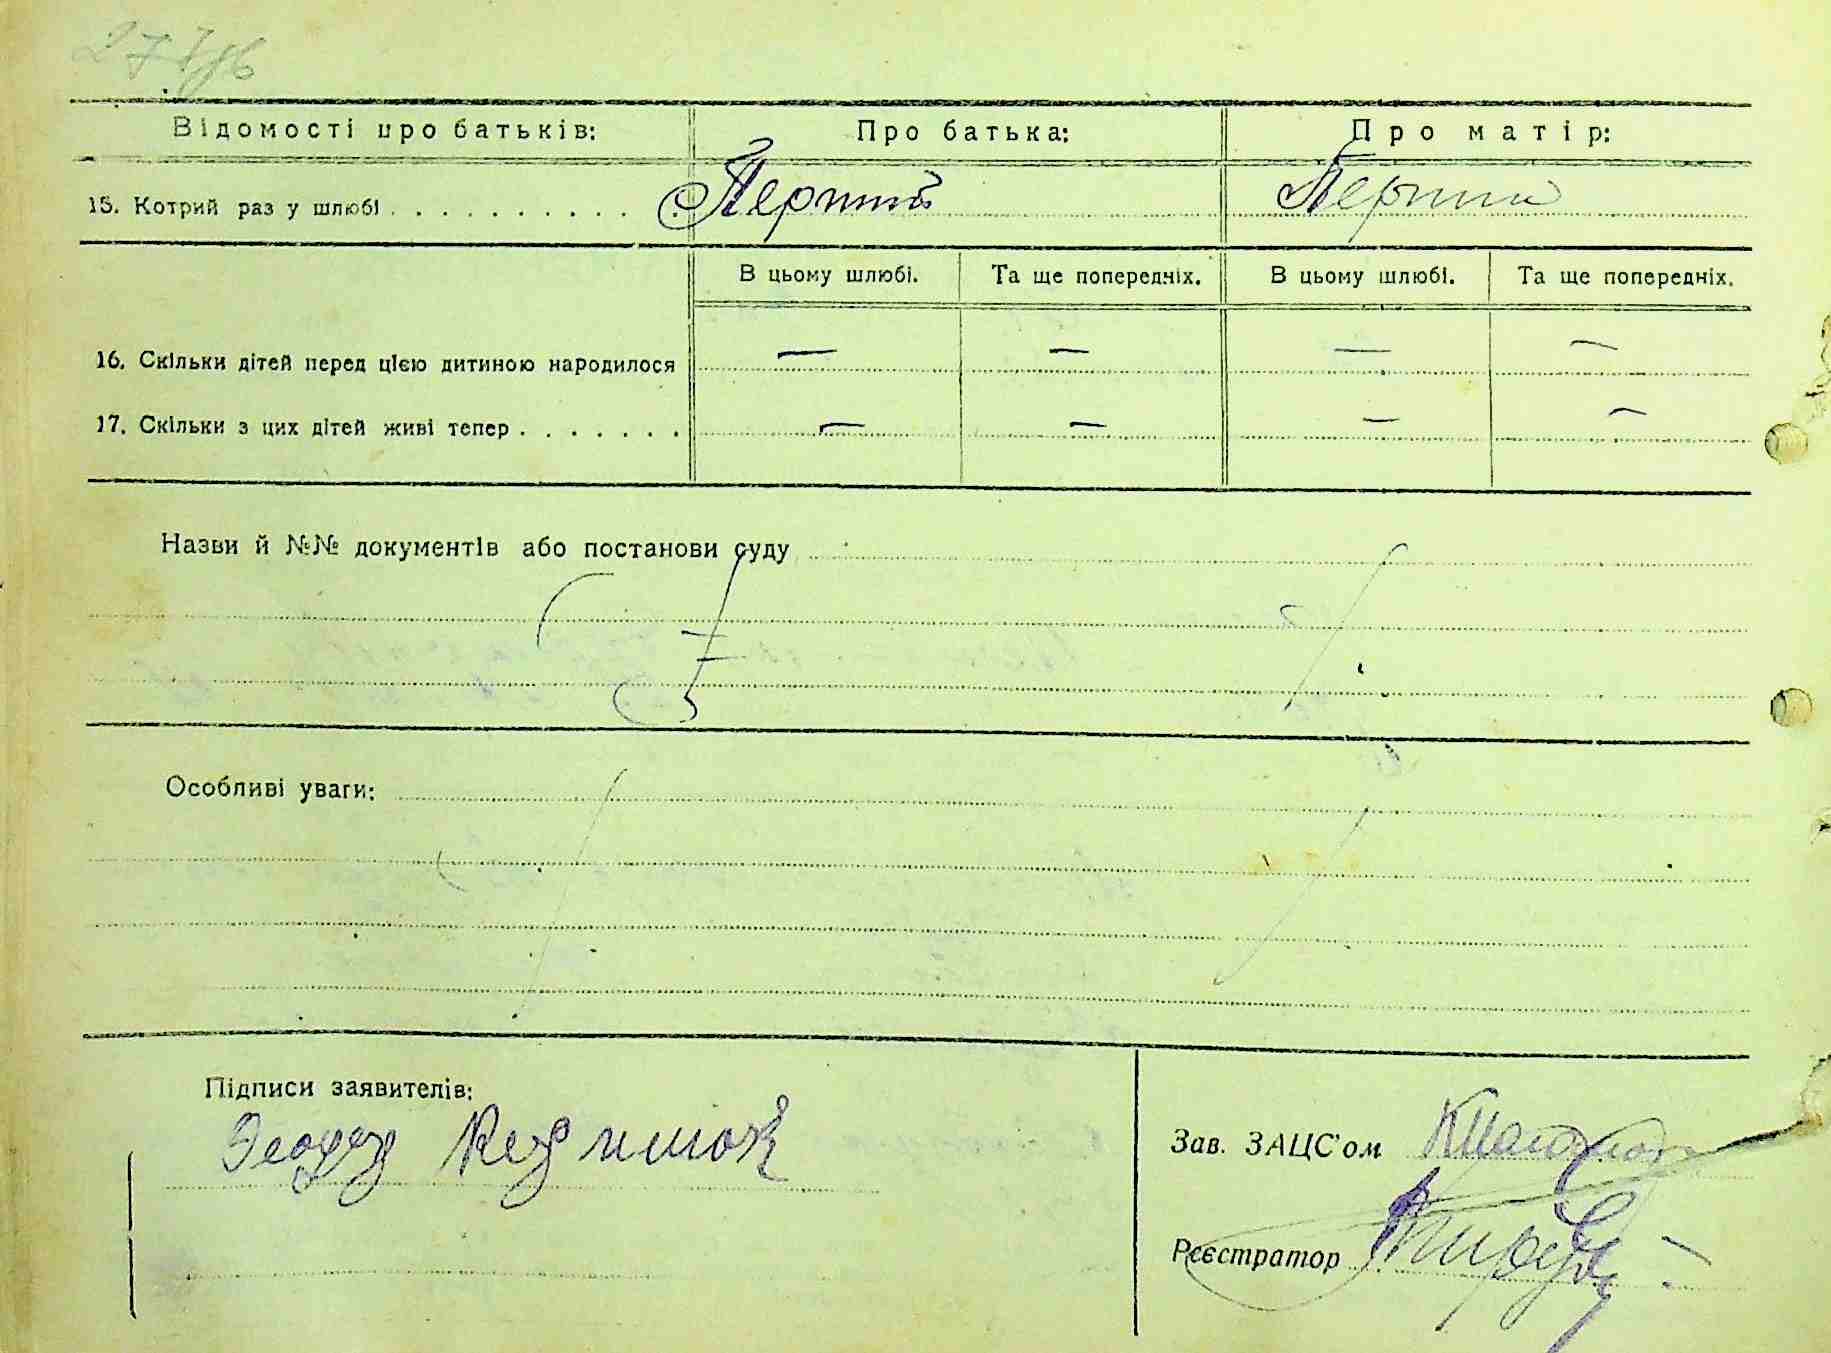 Відомості про батьків: Про батька: Про матір:
15. Котрий раз у шлюбі . . . . . . . . . . Перший Перши
В цьому шлюбі. Та ще попередніх. В цьому шлюбі. Та ще попередніх.
16. Скільки дітей перед цією дитиною народилося — — — —
17. Скільки з цих дітей живі тепер . . . . . . . — — — —
Назви й №№ документів або постанови суду
Особливі уваги:
Підписи заявителів:
Зав. ЗАЦС'ом
Реєстратор